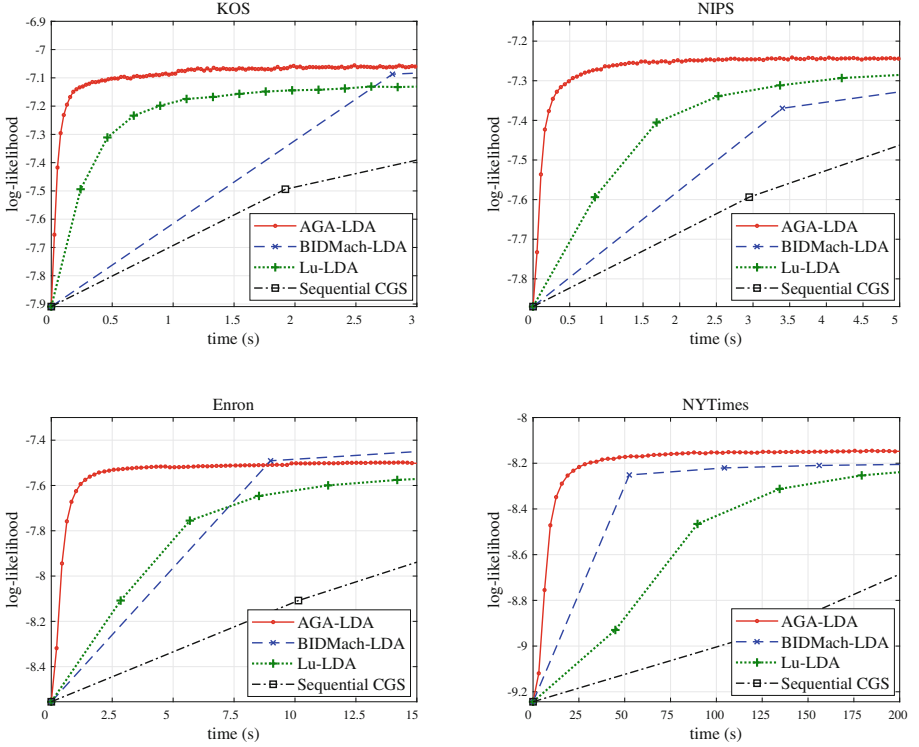 KOS
-6.9
-7
-7.1
-7.2
-7.3
-7.4
-7.5
-7.6
-7.7
-7.8
-7.9
log-likelihood
AGA-LDA
BIDMach-LDA
Lu-LDA
Sequential CGS
0 0.5 1 1.5 2 2.5 3
time (s)
NIPS
-7.2
-7.3
-7.4
-7.5
-7.6
-7.7
-7.8
log-likelihood
AGA-LDA
BIDMach-LDA
Lu-LDA
Sequential CGS
0 0.5 1 1.5 2 2.5 3 3.5 4 4.5 5
time (s)
Enron
-7.4
-7.6
-7.8
-8
-8.2
-8.4
log-likelihood
AGA-LDA
BIDMach-LDA
Lu-LDA
Sequential CGS
0 2.5 5 7.5 10 12.5 15
time (s)
NYTimes
-8
-8.2
-8.4
-8.6
-8.8
-9
-9.2
log-likelihood
AGA-LDA
BIDMach-LDA
Lu-LDA
Sequential CGS
0 25 50 75 100 125 150 175 200
time (s)